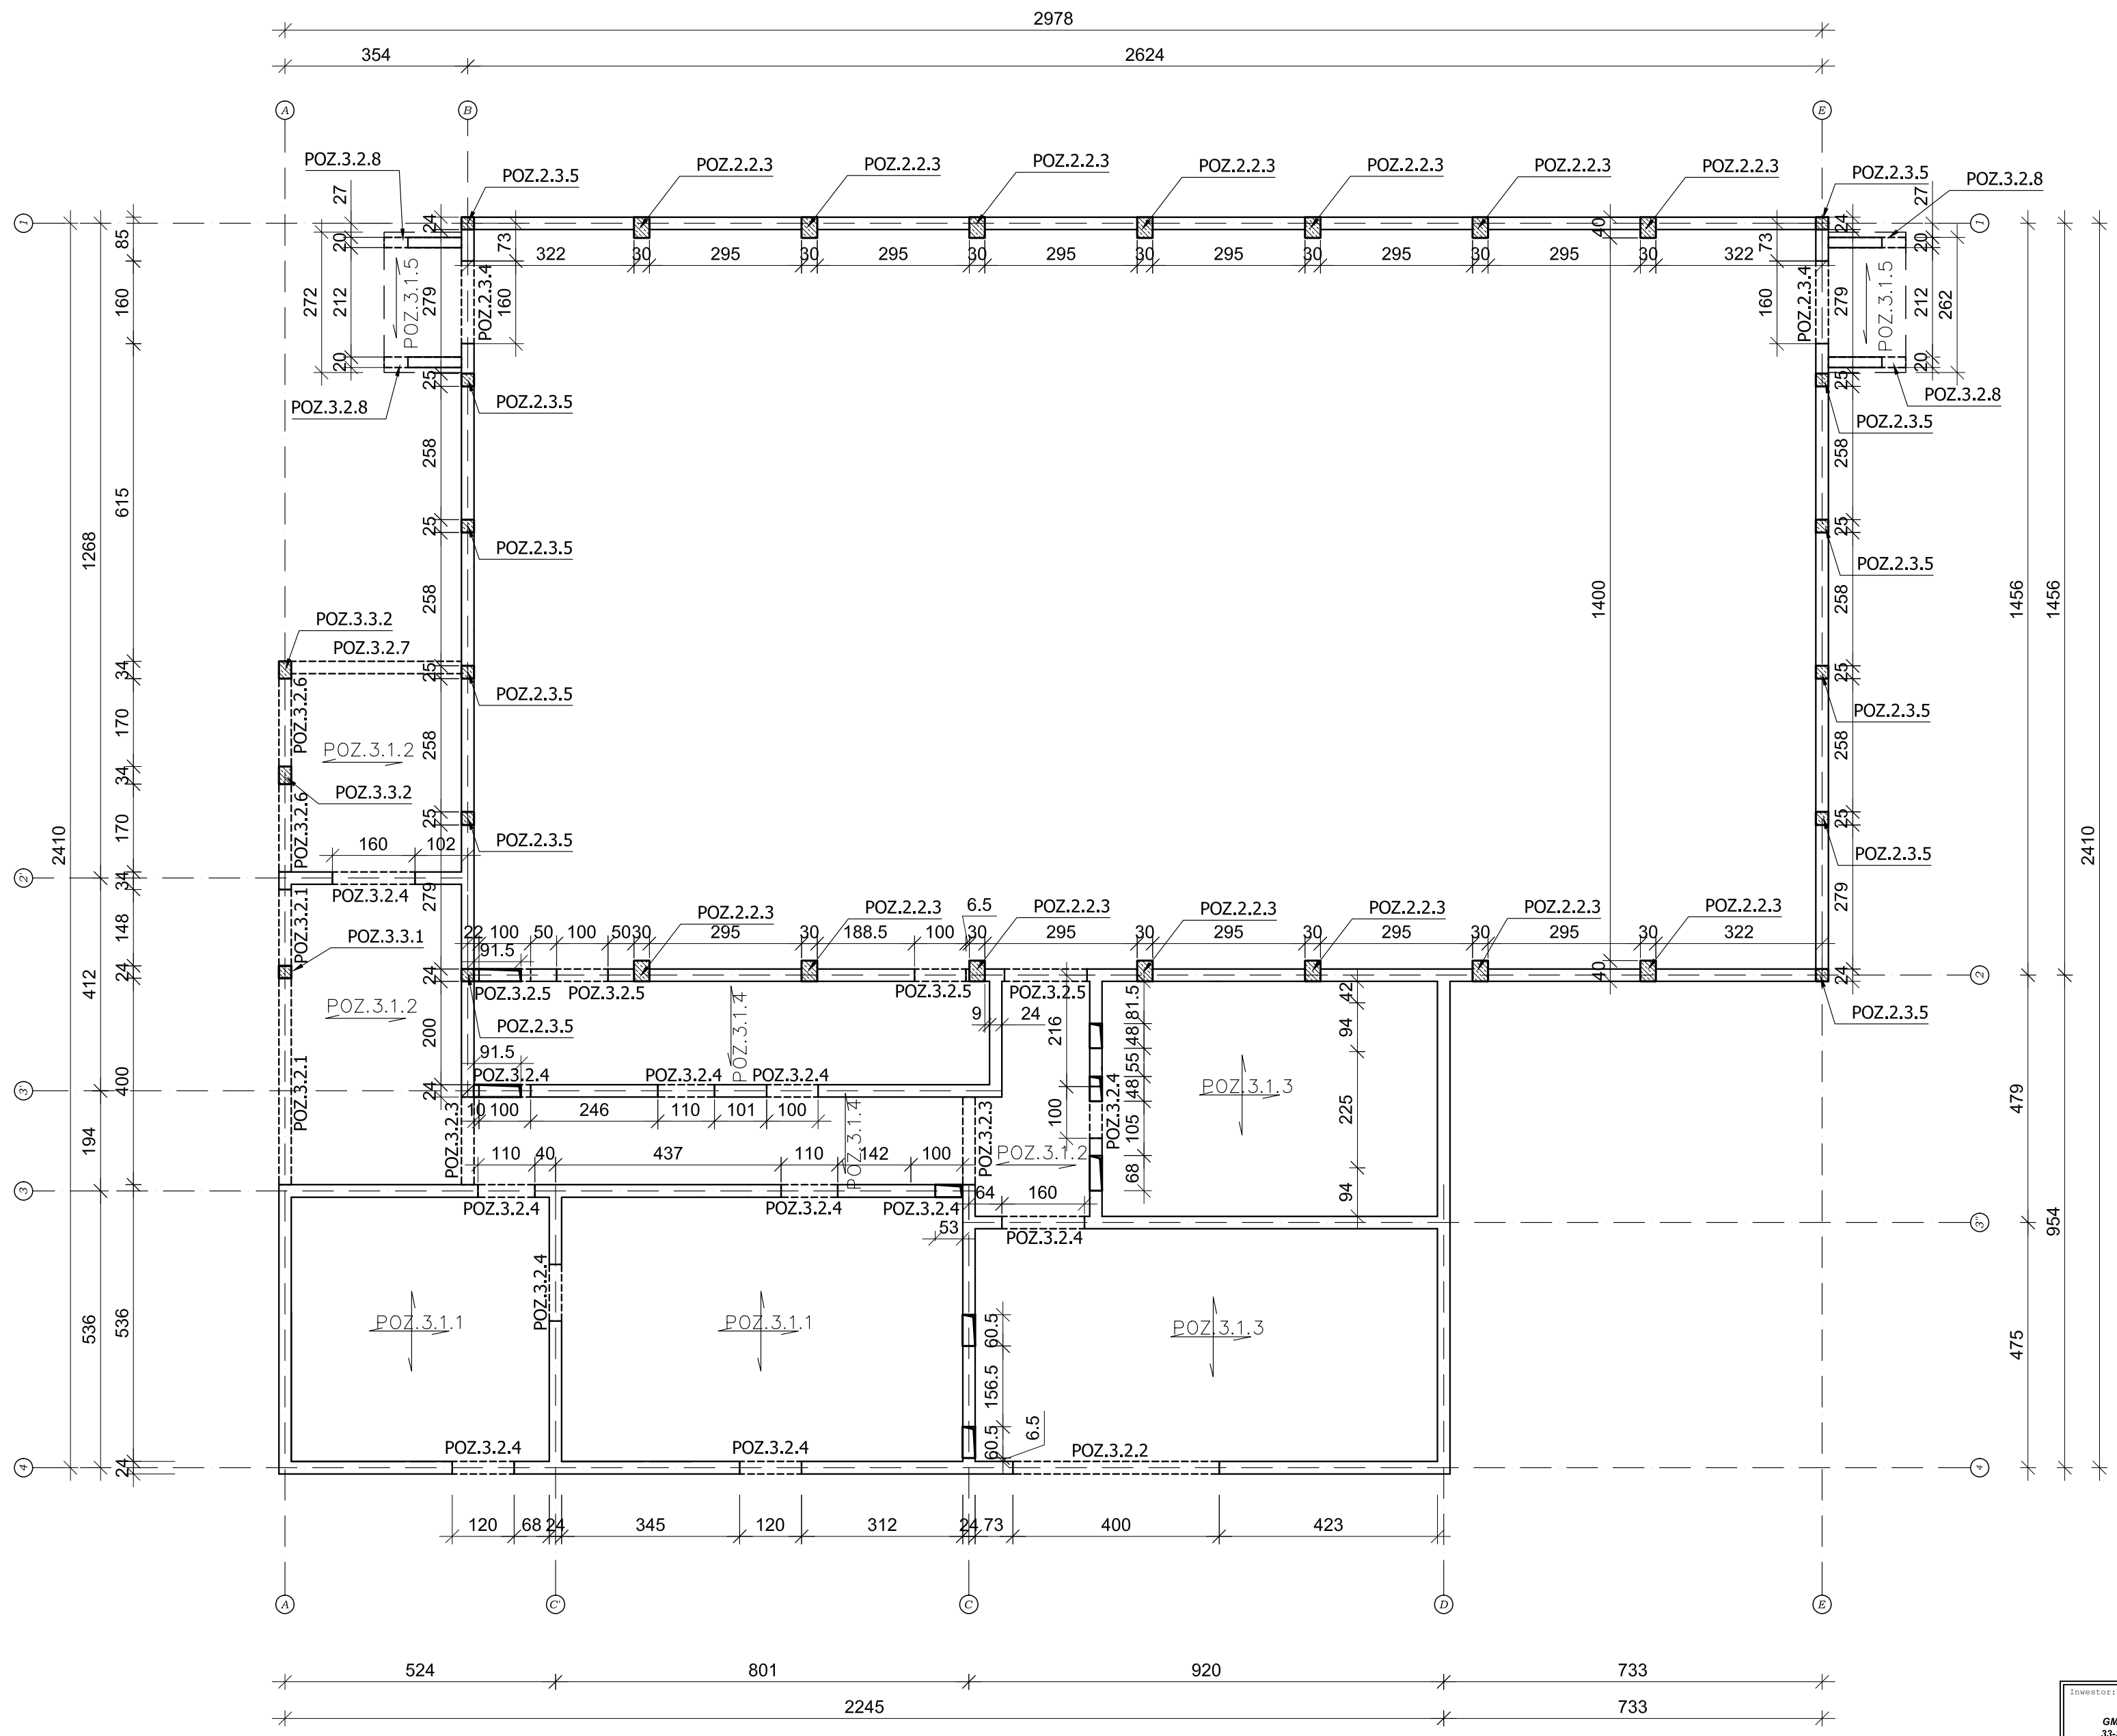 2978
354 2624
A B E
POZ.3.2.8 POZ.2.3.5 POZ.2.2.3 POZ.2.2.3 POZ.2.2.3 POZ.2.2.3 POZ.2.2.3 POZ.2.2.3 POZ.2.2.3 POZ.2.3.5 POZ.3.2.8
27 27
1 24 40 24 1
85 20 73 73 20
322 30 295 30 295 30 295 30 295 30 295 30 295 30 322
160 272 212 POZ.3.1.5 279 POZ.2.3.4 160 160 POZ.2.3.4 279 POZ.3.1.5 212 262
20 25 25 20
POZ.3.2.8 POZ.2.3.5 POZ.3.2.8
POZ.2.3.5
258 258
615
1268 25 25
POZ.2.3.5 POZ.2.3.5
258 1400 258 1456 1456
POZ.3.3.2
POZ.3.2.7
34 25 25
POZ.3.2.6 POZ.2.3.5 POZ.2.3.5
170 POZ.3.1.2 258 258
34 POZ.3.3.2
2410 170 POZ.3.2.6 25 25 2410
160 102 POZ.2.3.5 POZ.2.3.5
2' 34
POZ.3.2.4 279 279
148 POZ.3.2.1 POZ.2.2.3 POZ.2.2.3 6.5 POZ.2.2.3 POZ.2.2.3 POZ.2.2.3 POZ.2.2.3 POZ.2.2.3
POZ.3.3.1 22 100 50 100 50 30 295 30 188.5 100 30 295 30 295 30 295 30 295 30 322
91.5
24 24 40 24 2
412 POZ.3.2.5 POZ.3.2.5 POZ.3.2.5 POZ.3.2.5
POZ.3.1.2 POZ.2.3.5 POZ.3.1.4 9 24 81.5 42 POZ.2.3.5
200 216 48 94
91.5 55
POZ.3.2.4 POZ.3.2.4 POZ.3.2.4 48 POZ.3.1.3
3' 400 POZ.3.2.1 24
10 100 246 110 101 100 100 POZ.3.2.4 225 479
194 POZ.3.2.3 POZ.3.1.4 POZ.3.2.3 105
110 40 437 110 142 100 POZ.3.1.2
3 68 94
POZ.3.2.4 POZ.3.2.4 POZ.3.2.4 64 160
53 POZ.3.2.4 3" 954
536 536 POZ.3.2.4
POZ.3.1.1 POZ.3.1.1 60.5 POZ.3.1.3 475
156.5
6.5
POZ.3.2.4 POZ.3.2.4 60.5 POZ.3.2.2
4 24 4
120 68 24 345 120 312 24 73 400 423
A C' C D E
524 801 920 733
2245 733
Inwestor:
GM
33-